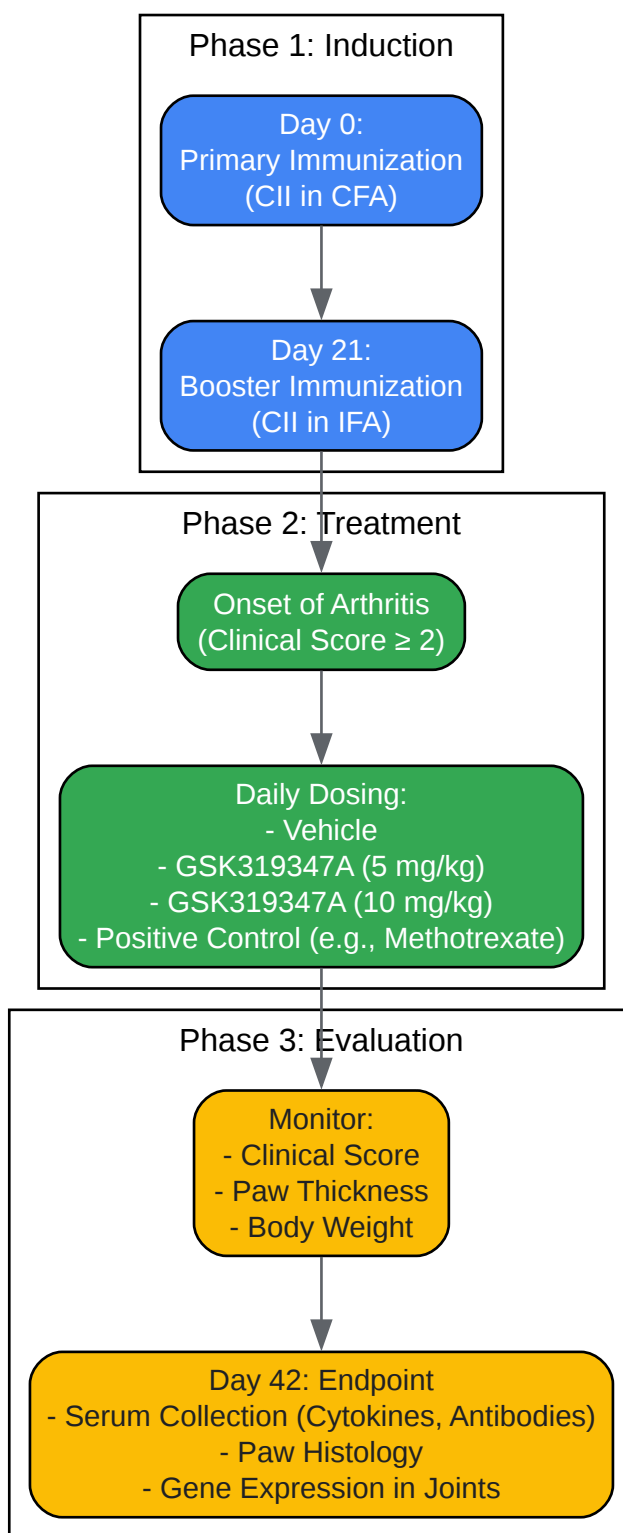 Phase 1: Induction
Day 0:
Primary Immunization
(CII in CFA)
Day 21:
Booster Immunization
(CII in IFA)
Phase 2: Treatment
Onset of Arthritis
(Clinical Score ≥ 2)
Daily Dosing:
- Vehicle
- GSK319347A (5 mg/kg)
- GSK319347A (10 mg/kg)
- Positive Control (e.g., Methotrexate)
Phase 3: Evaluation
Monitor:
- Clinical Score
- Paw Thickness
- Body Weight
Day 42: Endpoint
- Serum Collection (Cytokines, Antibodies)
- Paw Histology
- Gene Expression in Joints